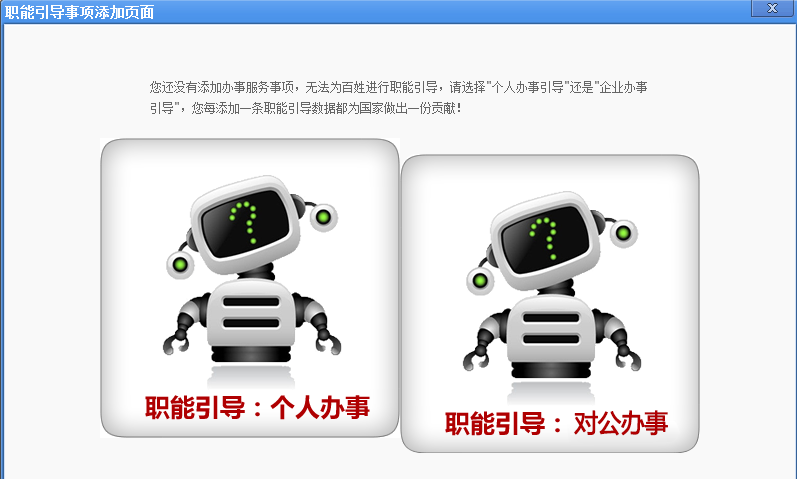 职能引导事项添加页面
您还没有添加办事服务事项，无法为百姓进行职能引导，请选择"个人办事引导"还是"企业办事
引导"，您每添加一条职能引导数据都为国家做出一份贡献！
职能引导：个人办事
职能引导： 对公办事